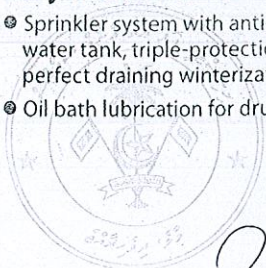 Sprinkler system with anti
water tank, triple-protectio
perfect draining winteriza
Oil bath lubrication for dru